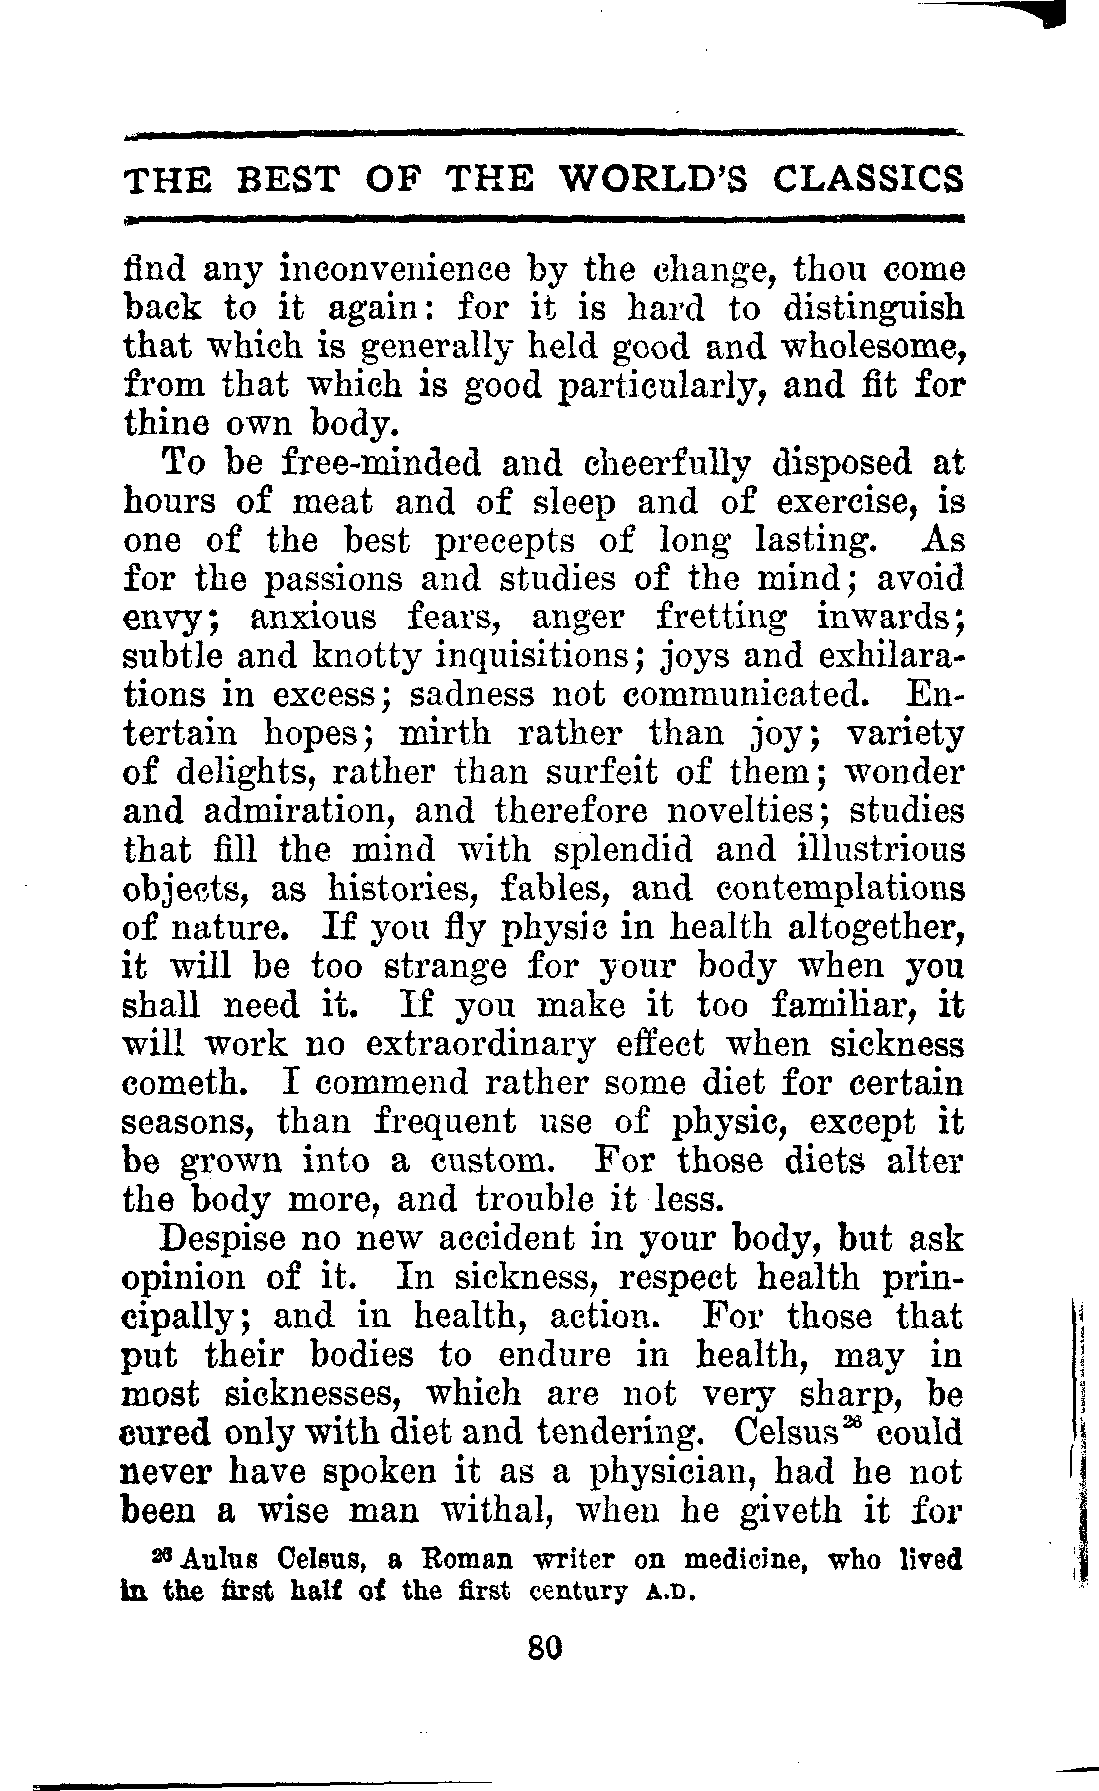 THE BEST OF THE WORLD'S CLASSICS
find any inconvenience by the change, thou come
back to it again: for it is hard to distinguish
that which is generally held good and wholesome,
from that which is good particularly, and fit for
thine own body.
To be free-minded and cheerfully disposed at
hours of meat and of sleep and of exercise, is
one of the best precepts of long lasting. As
for the passions and studies of the mind; avoid
envy; anxious fears, anger fretting inwards;
subtle and knotty inquisitions; joys and exhilara-
tions in excess; sadness not communicated. En-
tertain hopes; mirth rather than joy; variety
of delights, rather than surfeit of them; wonder
and admiration, and therefore novelties; studies
that fill the mind with splendid and illustrious
objects, as histories, fables, and contemplations
of nature. If you fly physic in health altogether,
it will be too strange for your body when you
shall need it. If you make it too familiar, it
will work no extraordinary effect when sickness
cometh. I commend rather some diet for certain
seasons, than frequent use of physic, except it
be grown into a custom. For those diets alter
the body more, and trouble it less.
Despise no new accident in your body, but ask
opinion of it. In sickness, respect health prin-
cipally; and in health, action. For those that
put their bodies to endure in health, may in
most sicknesses, which are not very sharp, be
cured only with diet and tendering. Celsus²⁶ could
never have spoken it as a physician, had he not
been a wise man withal, when he giveth it for
²⁶ Aulus Celsus, a Roman writer on medicine, who lived
in the first half of the first century A.D.
80